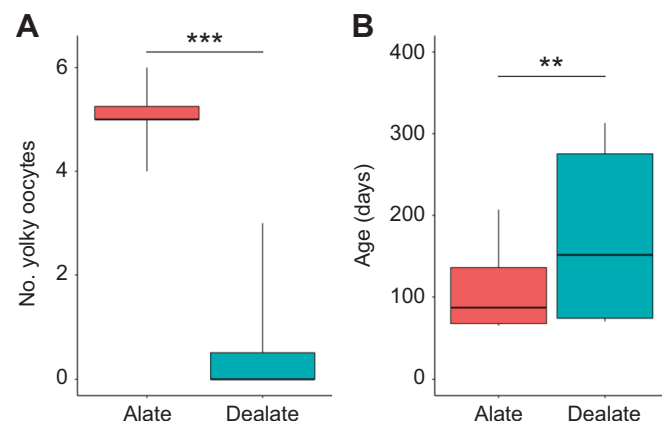 A
No. yolky oocytes
6
4
2
0
***
Alate
Dealate
B
Age (days)
400
300
200
100
0
**
Alate
Dealate